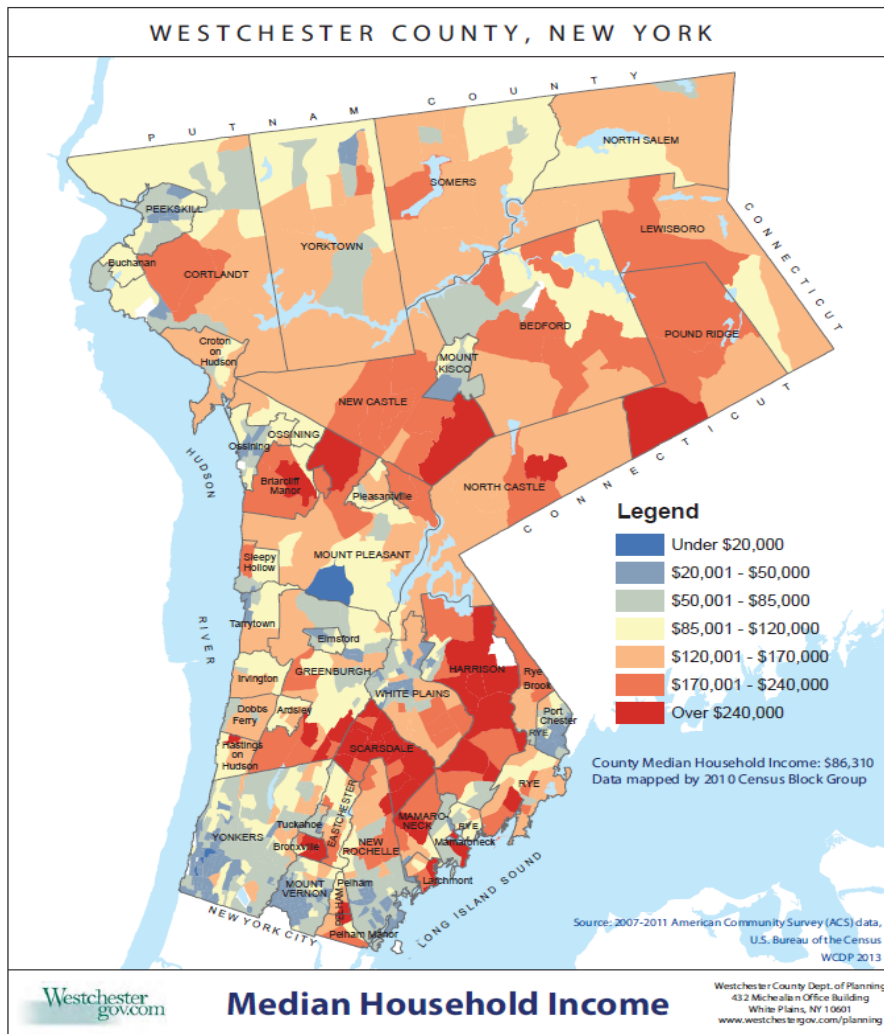 WESTCHESTER COUNTY, NEW YORK
PUTNAM COUNTY
NORTH SALEM
SOMERS
PEEKSKILL
LEWISBORO
CONNECTICUT
YORKTOWN
Buchanan
CORTLANDT
BEDFORD
POUND RIDGE
Croton
on
Hudson
MOUNT
KISCO
NEW CASTLE
CONNECTICUT
OSSINING
Ossining
HUDSON
Briarcliff
Manor
Pleasantville
NORTH CASTLE
Legend
Under $20,000
$20,001 - $50,000
$50,001 - $85,000
$85,001 - $120,000
$120,001 - $170,000
$170,001 - $240,000
Over $240,000
MOUNT PLEASANT
Sleepy
Hollow
RIVER
Tarrytown
Elmsford
GREENBURGH
HARRISON
Irvington
WHITE PLAINS
Rye
Brook
Dobbs
Ferry
Ardsley
Port
Chester
RYE
Hastings
on
Hudson
SCARSDALE
County Median Household Income: $86,310
Data mapped by 2010 Census Block Group
RYE
EASTCHESTER
Tuckahoe
MAMARO-
NECK
RYE
Mamaroneck
YONKERS
Bronxville
NEW
ROCHELLE
Larchmont
MOUNT
VERNON
Pelham
PELHAM
Pelham Manor
NEW YORK CITY
LONG ISLAND SOUND
Source: 2007-2011 American Community Survey (ACS) data,
U.S. Bureau of the Census
WCDP 2013
Westchester
gov.com
Median Household Income
Westchester County Dept. of Planning
432 Michealian Office Building
White Plains, NY 10601
www.westchestergov.com/planning